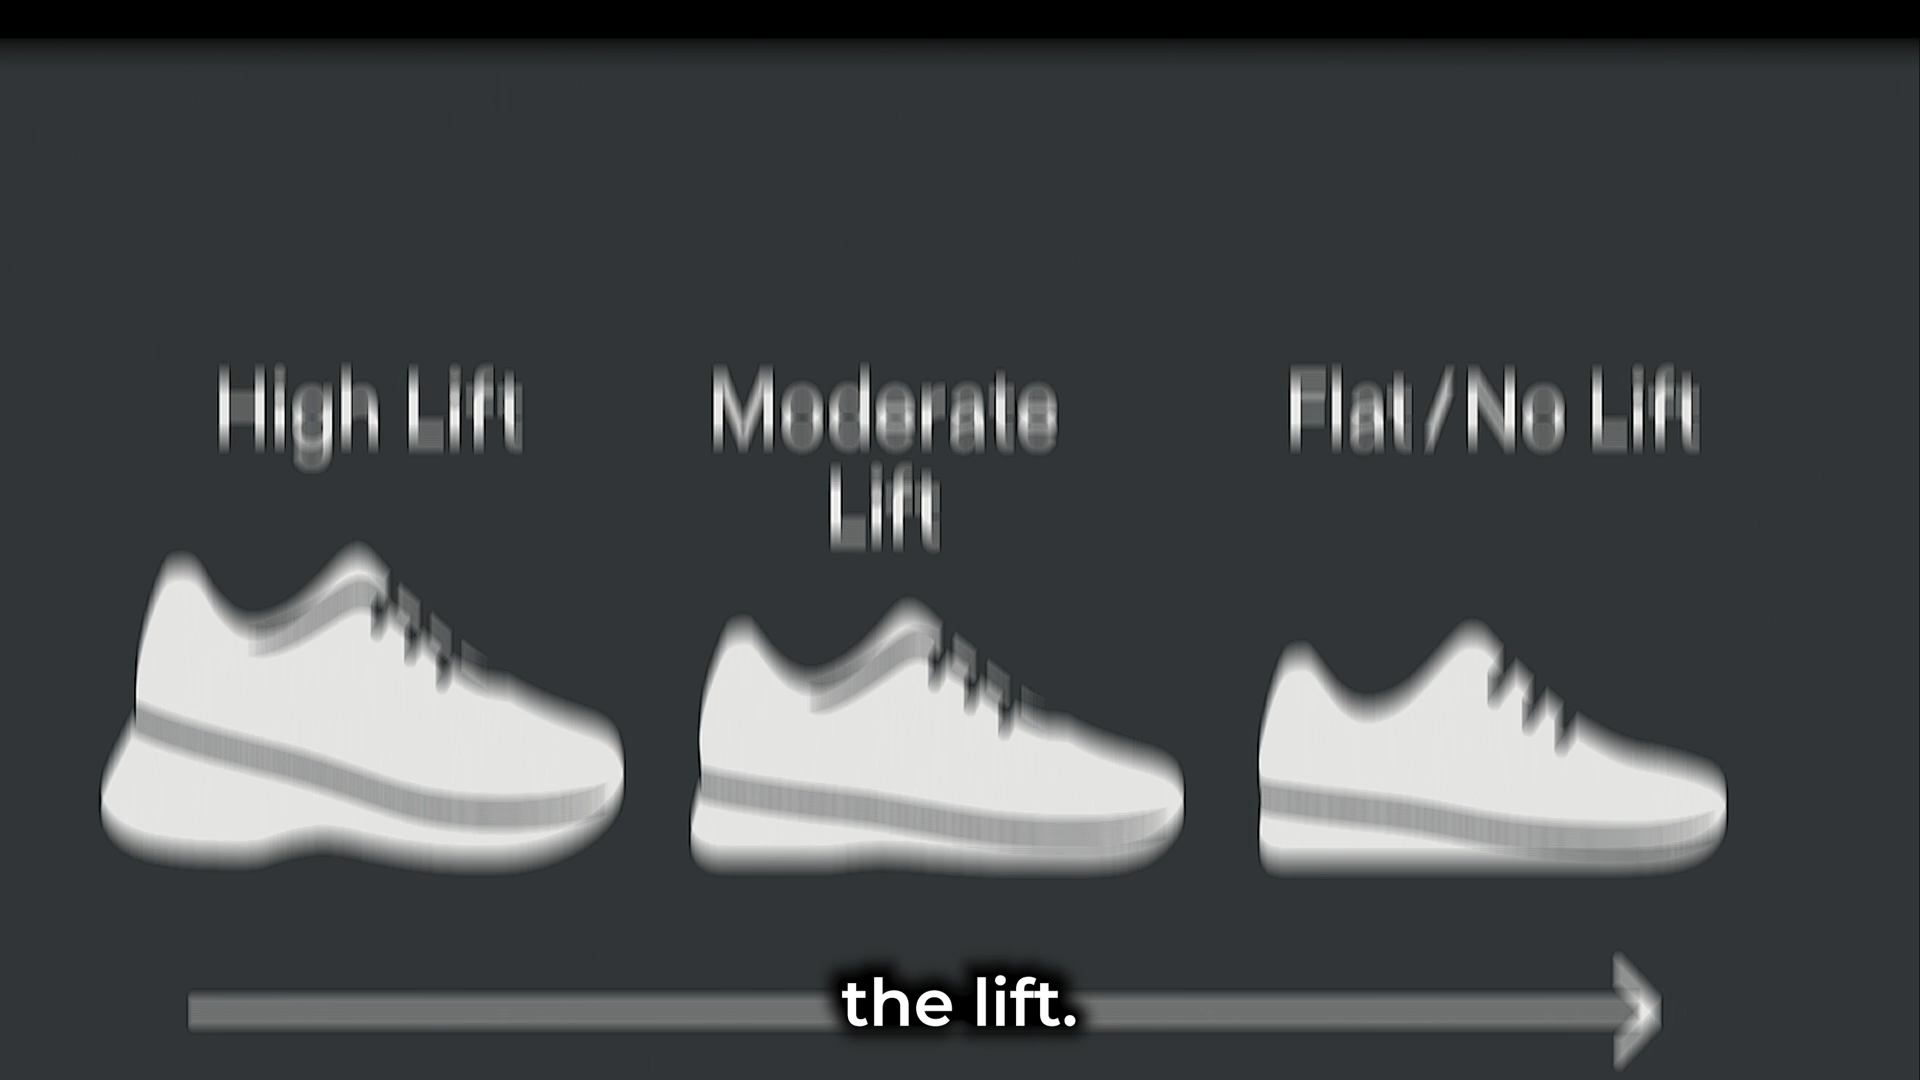 High Lift
Moderate
Lift
Flat / No Lift
the lift.